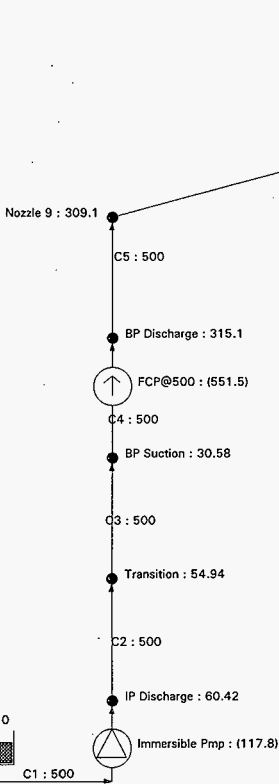 Nozzle 9 : 309.1
C5 : 500
BP Discharge : 315.1
FCP@500 : (551.5)
C4 : 500
BP Suction : 30.58
C3 : 500
Transition : 54.94
C2 : 500
IP Discharge : 60.42
0
Immersible Pmp : (117.8)
C1 : 500